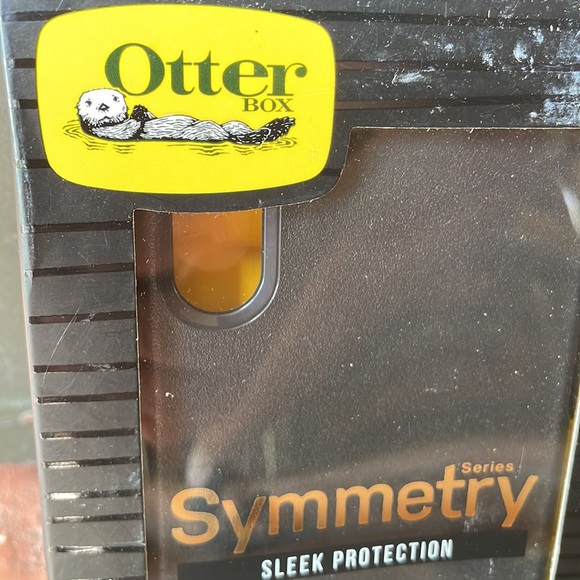 Otter
BOX
Series
Symmetry
SLEEK PROTECTION